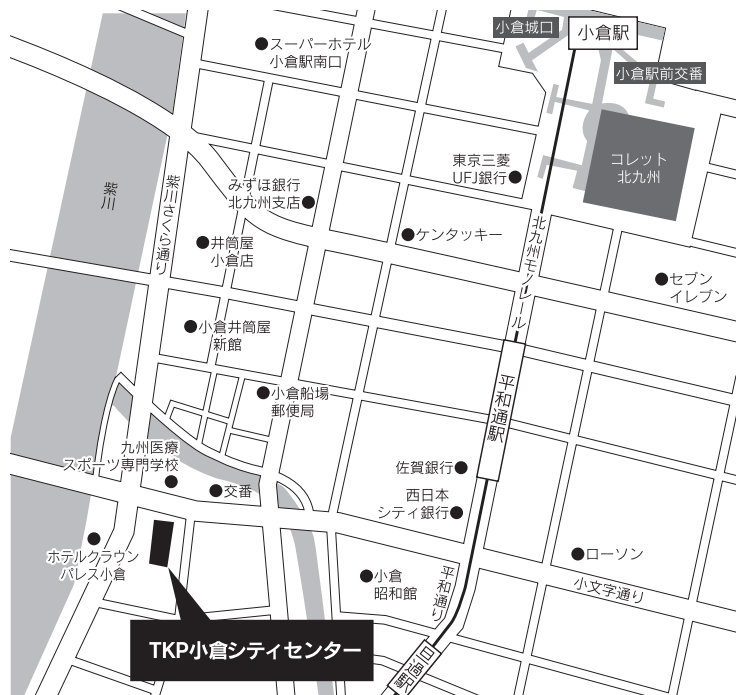 小倉城口
小倉駅
スーパーホテル
小倉駅南口
小倉駅前交番
コレット
北九州
東京三菱
UFJ銀行
紫川
紫川さくら通り
みずほ銀行
北九州支店
井筒屋
小倉店
ケンタッキー
北九州モノレール
セブン
イレブン
小倉井筒屋
新館
平和通駅
小倉船場
郵便局
九州医療
スポーツ専門学校
交番
佐賀銀行
西日本
シティ銀行
ホテルクラウン
パレス小倉
小倉
昭和館
平和通り
ローソン
小文字通り
TKP小倉シティセンター
旦過駅